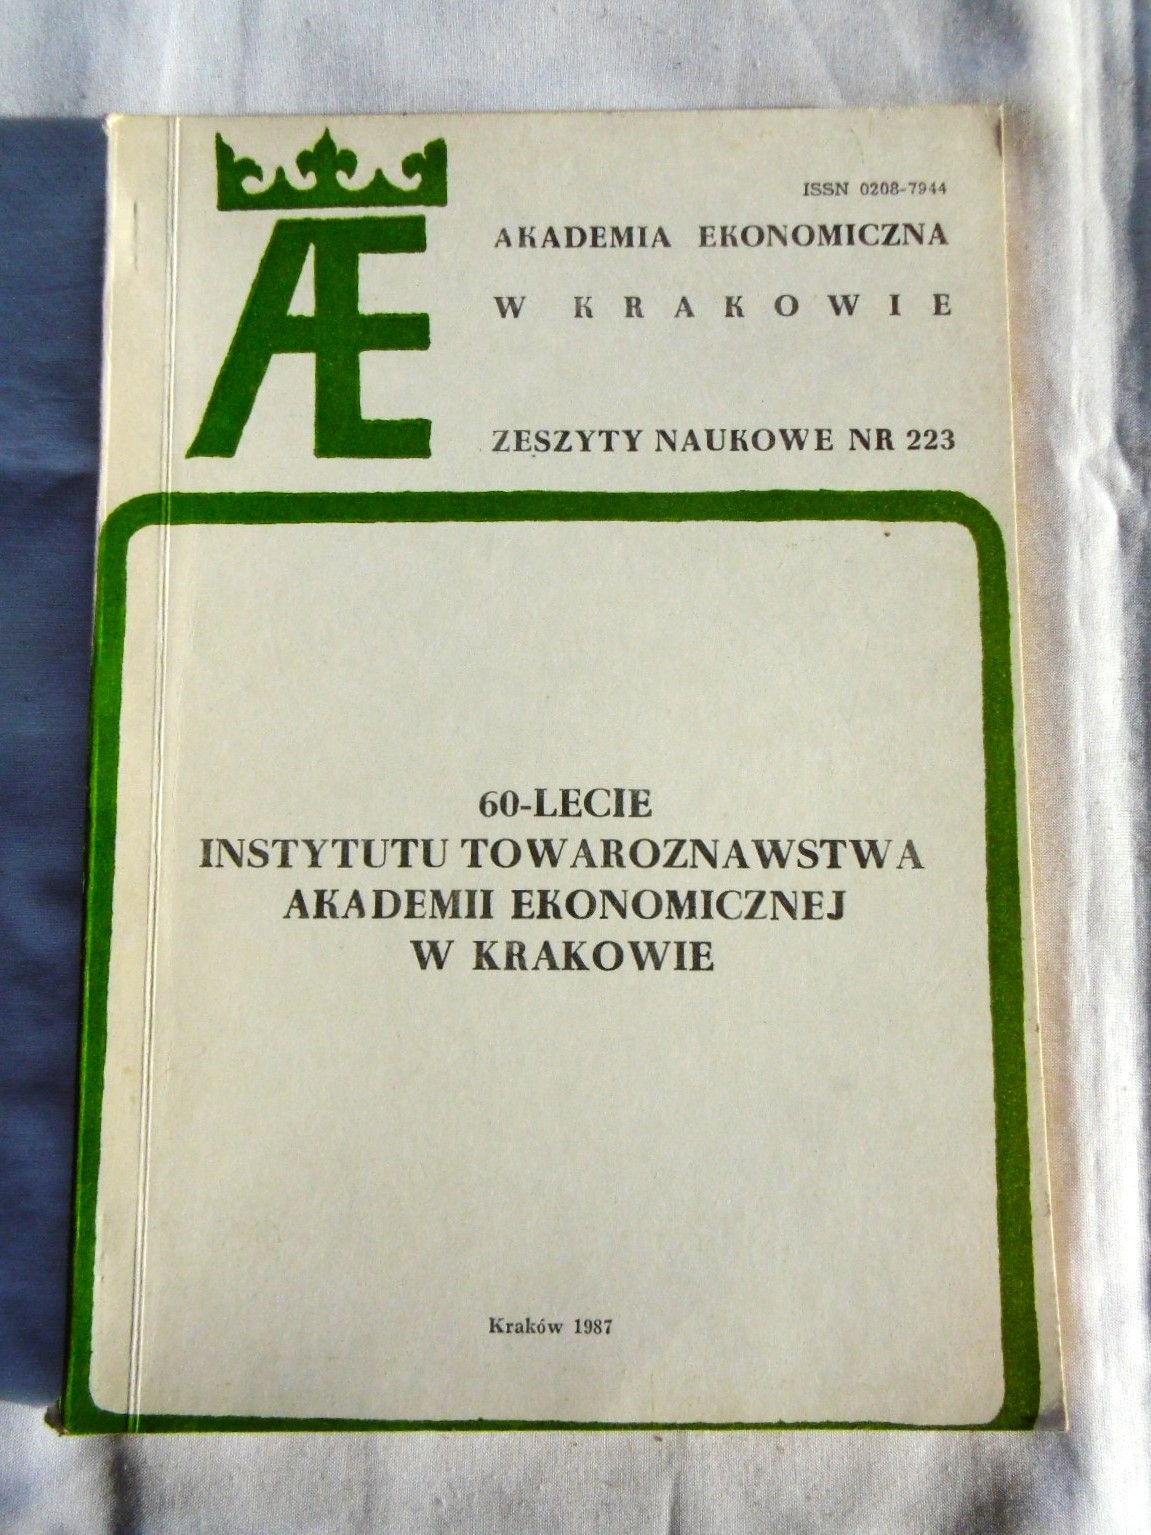 ÆE
ISSN 0208-7944
AKADEMIA EKONOMICZNA
W KRAKOWIE
ZESZYTY NAUKOWE NR 223
60-LECIE
INSTYTUTU TOWAROZNAWSTWA
AKADEMII EKONOMICZNEJ
W KRAKOWIE
Kraków 1987